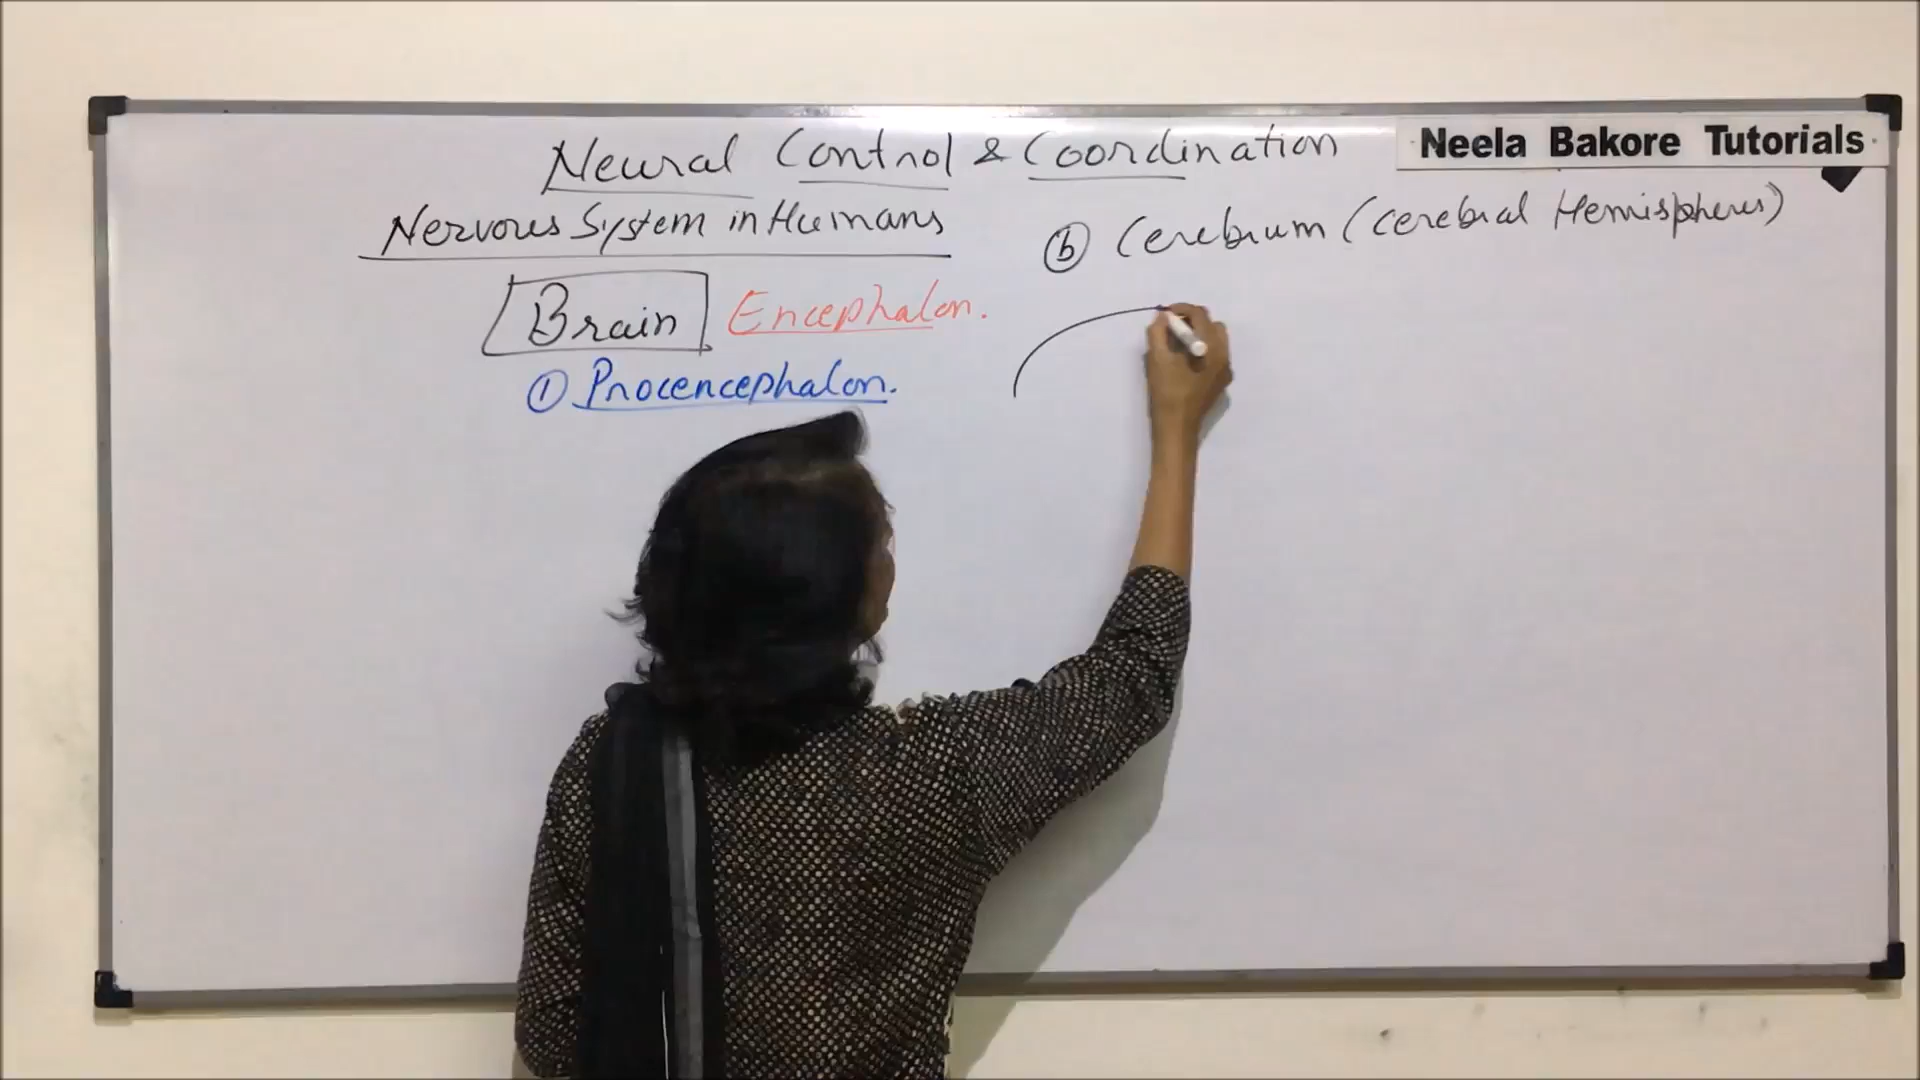 Neural Control & Coordination
Neela Bakore Tutorials
Nervous System in Humans
Brain Encephalon.
① Procencephalon.
ⓑ Cerebrum (cerebral Hemispheres)